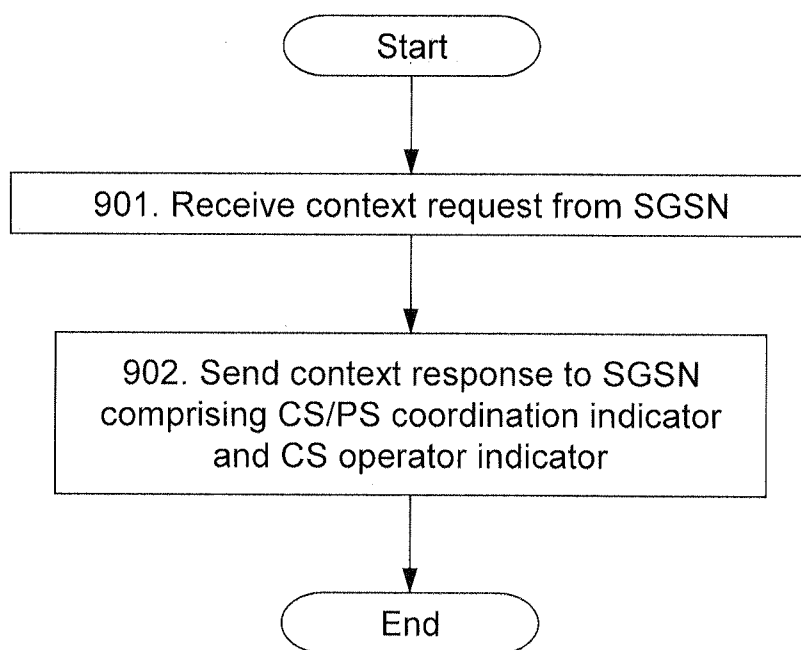 Start
901. Receive context request from SGSN
902. Send context response to SGSN
comprising CS/PS coordination indicator
and CS operator indicator
End